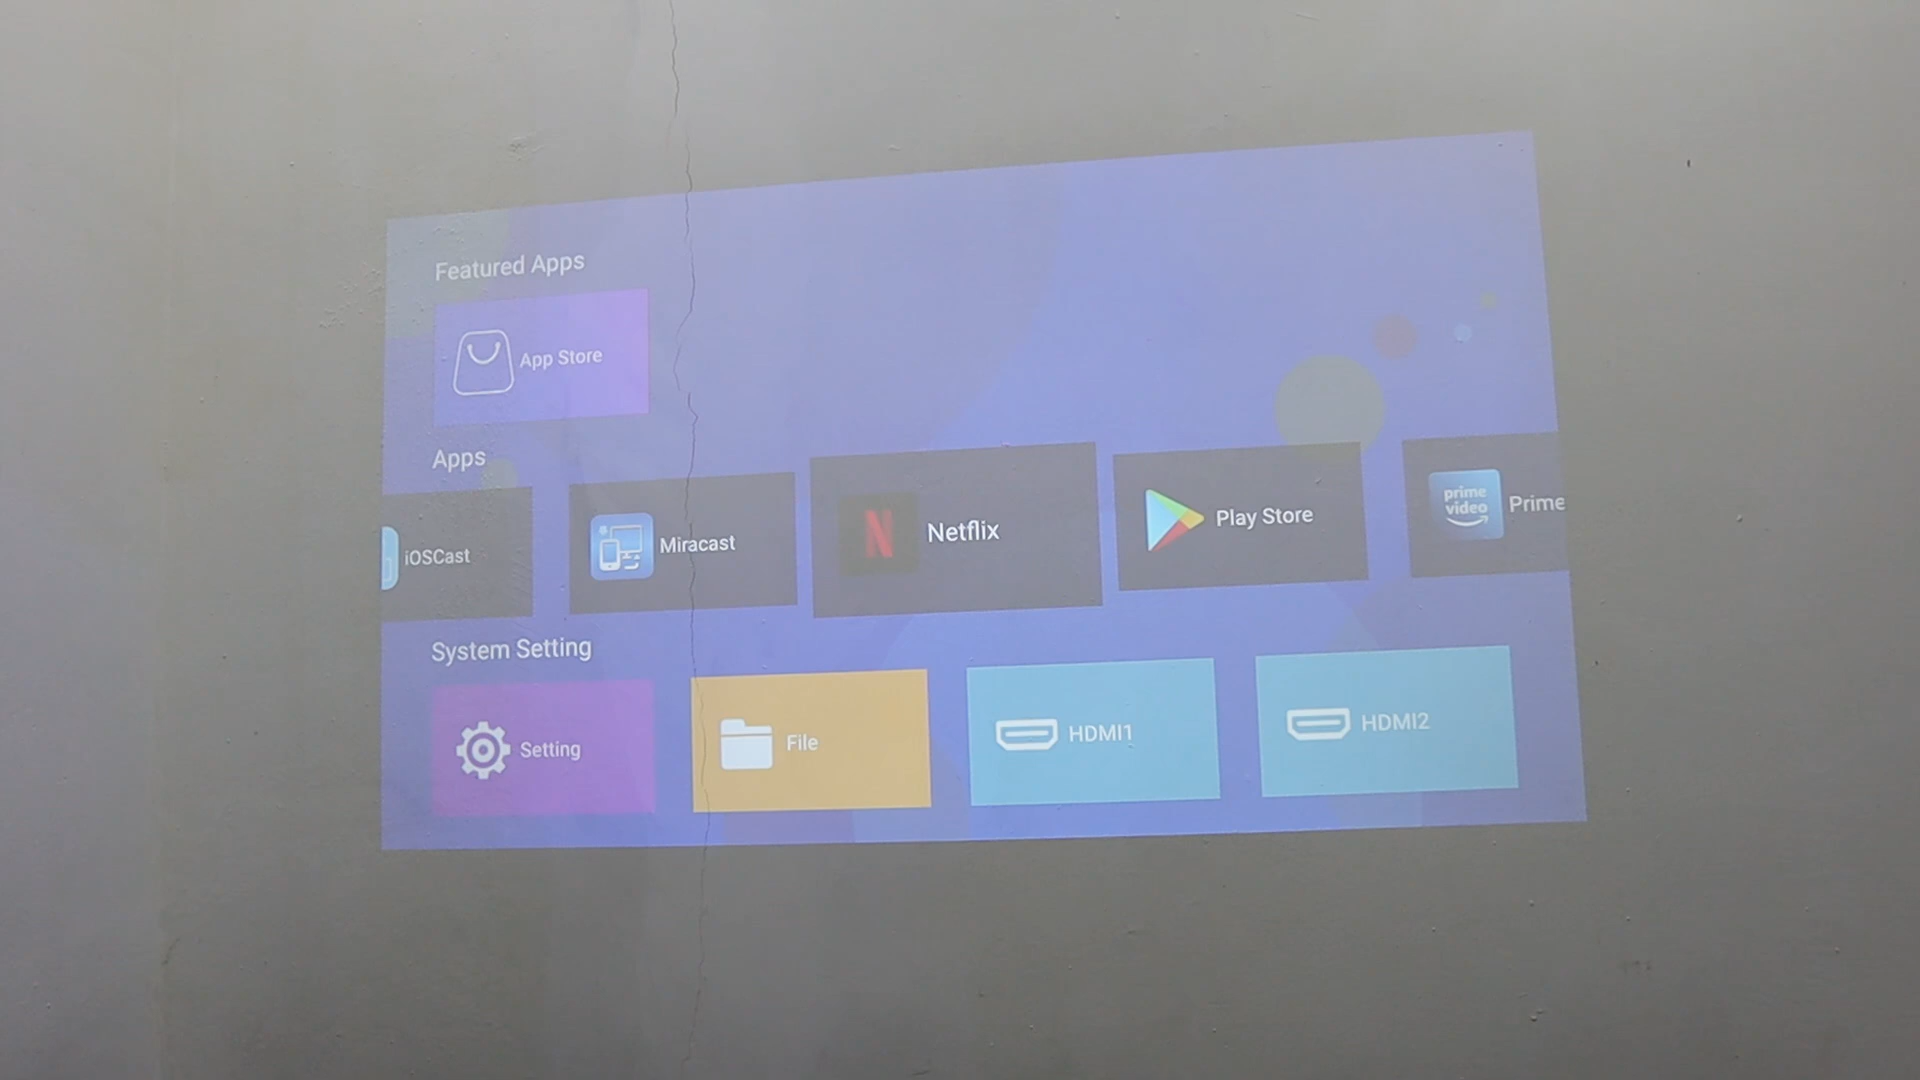 Featured Apps
App Store
Apps
iOSCast
Miracast
N
Netflix
Play Store
prime
video
Prime
System Setting
Setting
File
HDMI1
HDMI2